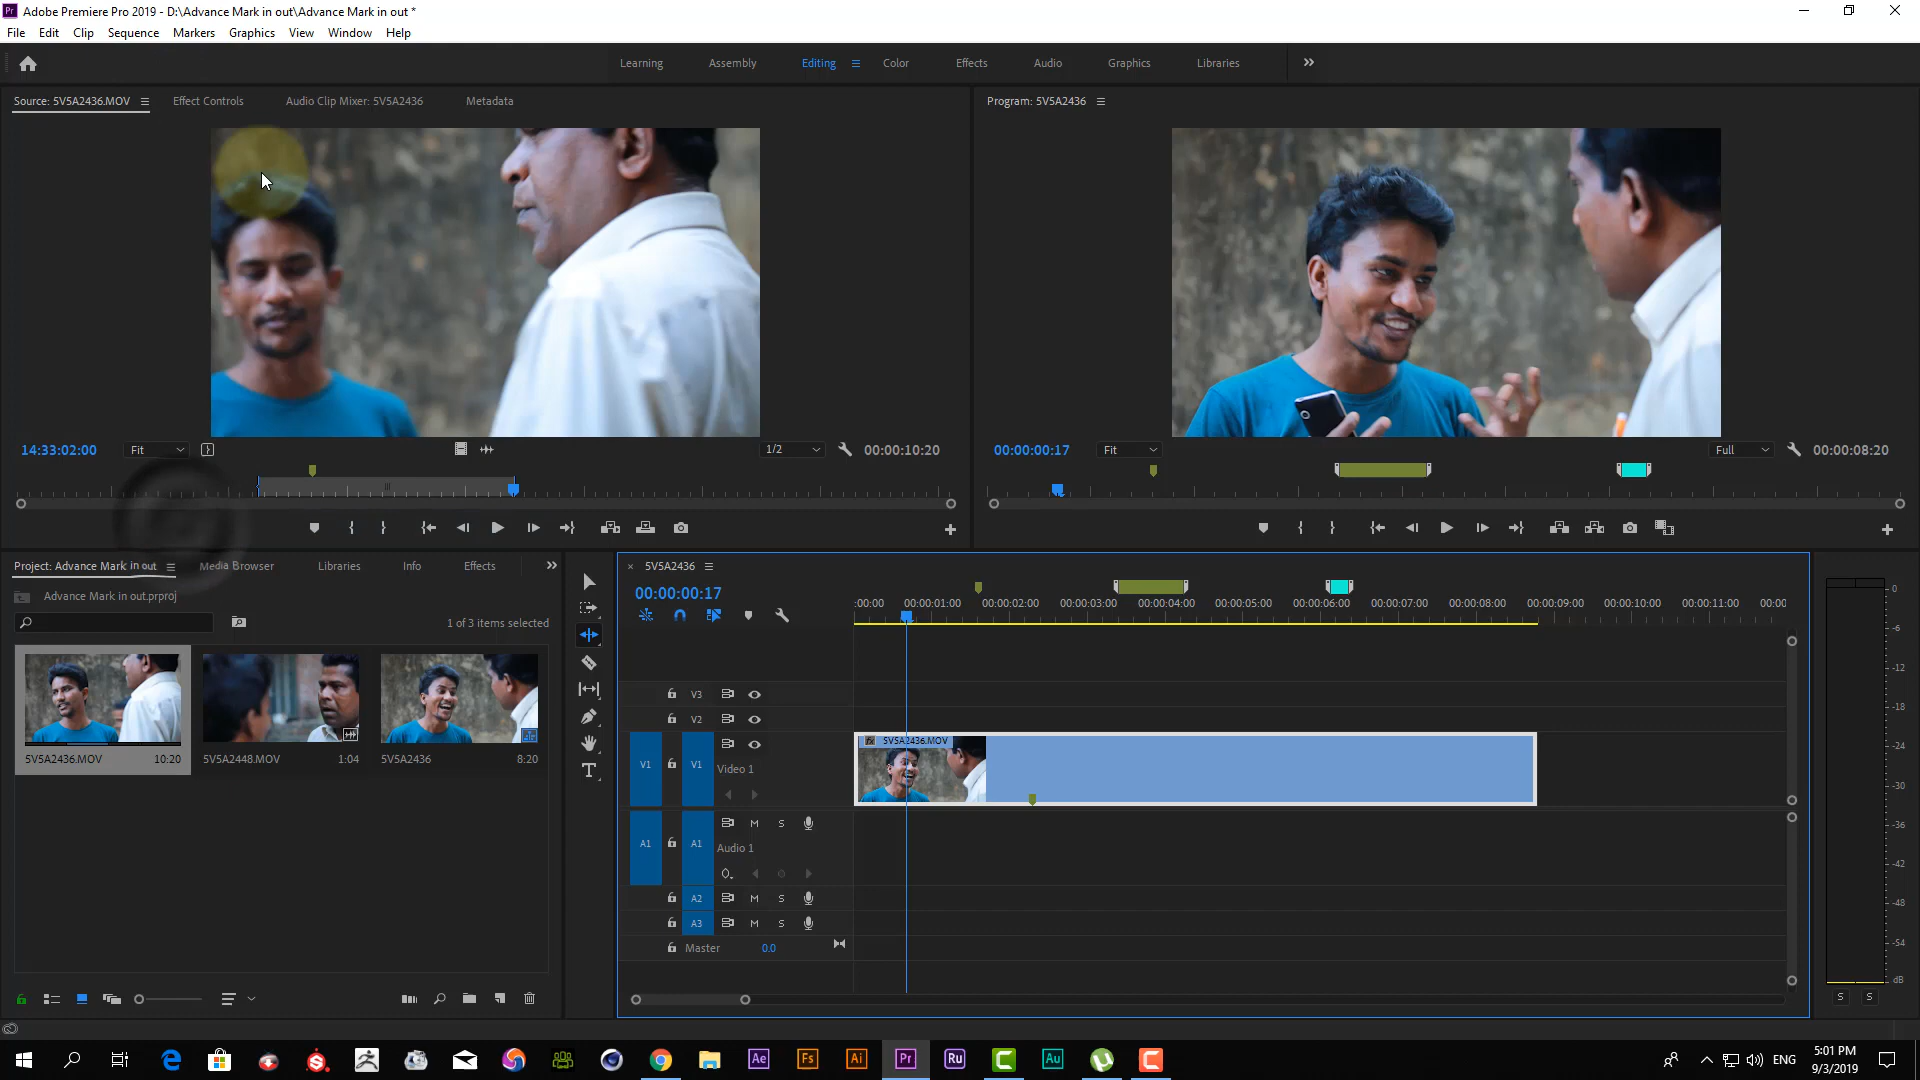 Pr Adobe Premiere Pro 2019 - D:\Advance Mark in out\Advance Mark in out *
File Edit Clip Sequence Markers Graphics View Window Help
Learning Assembly Editing Color Effects Audio Graphics Libraries
Source: 5V5A2436.MOV Effect Controls Audio Clip Mixer: 5V5A2436 Metadata
Program: 5V5A2436
14:33:02:00 Fit 1/2 00:00:10:20
00:00:00:17 Fit Full 00:00:08:20
Project: Advance Mark in out Media Browser Libraries Info Effects
Advance Mark in out.prproj
1 of 3 items selected
5V5A2436.MOV 10:20
5V5A2448.MOV 1:04
5V5A2436 8:20
5V5A2436
00:00:00:17
:00:00 00:00:01:00 00:00:02:00 00:00:03:00 00:00:04:00 00:00:05:00 00:00:06:00 00:00:07:00 00:00:08:00 00:00:09:00 00:00:10:00 00:00:11:00 00:00
V3
V2
fx 5V5A2436.MOV
V1 V1 Video 1
M S
A1 A1 Audio 1
A2 M S
A3 M S
Master 0.0
0
-6
-12
-18
-24
-30
-36
-42
-48
-54
dB
S S
Ae Fs Ai Pr Ru Au
ENG
5:01 PM
9/3/2019